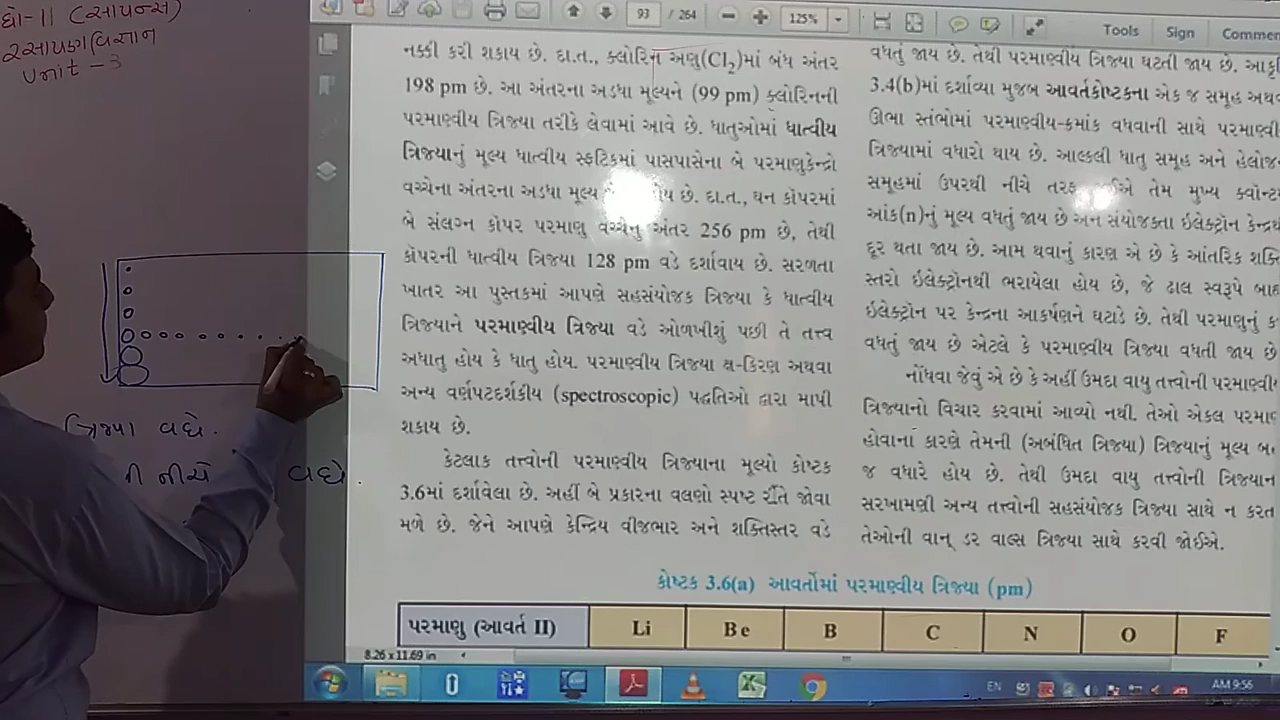 ધો-11 (સાયન્સ)
રસાયણવિજ્ઞાન
Unit - 3
93 / 264
125%
Tools
Sign
Commen
નક્કી કરી શકાય છે. દા.ત., ક્લોરિન અણુ(Cl₂)માં બંધ અંતર
198 pm છે. આ અંતરના અડધા મૂલ્યને (99 pm) ક્લોરિનની
પરમાણ્વીય ત્રિજ્યા તરીકે લેવામાં આવે છે. ધાતુઓમાં ધાત્વીય
ત્રિજ્યાનું મૂલ્ય ધાત્વીય સ્ફટિકમાં પાસપાસેના બે પરમાણુકેન્દ્રો
વચ્ચેના અંતરના અડધા મૂલ્ય છે. દા.ત., ઘન કૉપરમાં
બે સંલગ્ન કૉપર પરમાણુ વચ્ચેનું અંતર 256 pm છે, તેથી
કૉપરની ધાત્વીય ત્રિજ્યા 128 pm વડે દર્શાવાય છે. સરળતા
ખાતર આ પુસ્તકમાં આપણે સહસંયોજક ત્રિજ્યા કે ધાત્વીય
ત્રિજ્યાને પરમાણ્વીય ત્રિજ્યા વડે ઓળખીશું પછી તે તત્ત્વ
અધાતુ હોય કે ધાતુ હોય. પરમાણ્વીય ત્રિજ્યા ક્ષ-કિરણ અથવા
અન્ય વર્ણપટદર્શકીય (spectroscopic) પદ્ધતિઓ દ્વારા માપી
શકાય છે.
કેટલાક તત્ત્વોની પરમાણ્વીય ત્રિજ્યાના મૂલ્યો કોષ્ટક
3.6માં દર્શાવેલા છે. અહીં બે પ્રકારના વલણો સ્પષ્ટ રીતે જોવા
મળે છે. જેને આપણે કેન્દ્રિય વીજભાર અને શક્તિસ્તર વડે
વધતું જાય છે. તેથી પરમાણ્વીય ત્રિજ્યા ઘટતી જાય છે. આકૃ
3.4(b)માં દર્શાવ્યા મુજબ આવર્તકોષ્ટકના એક જ સમૂહ અથવ
ઊભા સ્તંભોમાં પરમાણ્વીય-ક્રમાંક વધવાની સાથે પરમાણ્વી
ત્રિજ્યામાં વધારો થાય છે. આલ્કલી ધાતુ સમૂહ અને હેલોજ
સમૂહમાં ઉપરથી નીચે તરફ જઈએ તેમ મુખ્ય ક્વૉન્ટ
આંક(n)નું મૂલ્ય વધતું જાય છે અને સંયોજકતા ઇલેક્ટ્રૉન કેન્દ્રથ
દૂર થતા જાય છે. આમ થવાનું કારણ એ છે કે આંતરિક શક્તિ
સ્તરો ઇલેક્ટ્રૉનથી ભરાયેલા હોય છે, જે ઢાલ સ્વરૂપે બાહ
ઇલેક્ટ્રૉન પર કેન્દ્રના આકર્ષણને ઘટાડે છે. તેથી પરમાણુનું ક
વધતું જાય છે એટલે કે પરમાણ્વીય ત્રિજ્યા વધતી જાય છે
નોંધવા જેવું એ છે કે અહીં ઉમદા વાયુ તત્ત્વોની પરમાણ્વીય
ત્રિજ્યાનો વિચાર કરવામાં આવ્યો નથી. તેઓ એકલ પરમાણ
હોવાના કારણે તેમની (અબંધિત ત્રિજ્યા) ત્રિજ્યાનું મૂલ્ય
જ વધારે હોય છે. તેથી ઉમદા વાયુ તત્ત્વોની ત્રિજ્યાન
સરખામણી અન્ય તત્ત્વોની સહસંયોજક ત્રિજ્યા સાથે ન કરત
તેઓની વાન્ ડર વાલ્સ ત્રિજ્યા સાથે કરવી જોઈએ.
ત્રિજ્યા વધે.
ની નીચે વધે.
કોષ્ટક 3.6(a) આવર્તોમાં પરમાણ્વીય ત્રિજ્યા (pm)
પરમાણુ (આવર્ત II) Li Be B C N O F
8.26 x 11.69 in
EN
AM 9:56